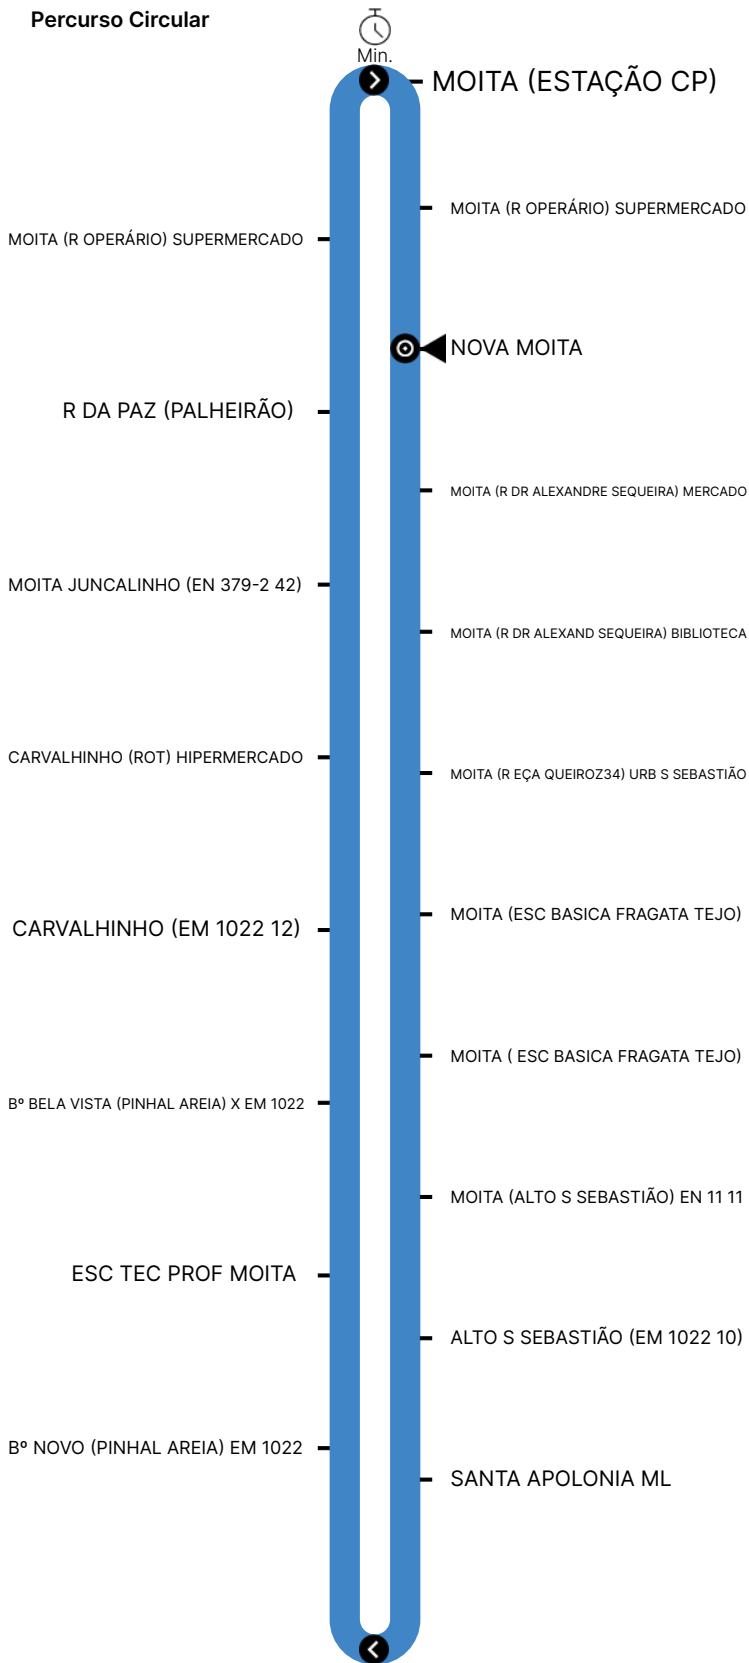 Percurso Circular
Min.
MOITA (ESTAÇÃO CP)
MOITA (R OPERÁRIO) SUPERMERCADO
MOITA (R OPERÁRIO) SUPERMERCADO
NOVA MOITA
R DA PAZ (PALHEIRÃO)
MOITA (R DR ALEXANDRE SEQUEIRA) MERCADO
MOITA JUNCALINHO (EN 379-2 42)
MOITA (R DR ALEXAND SEQUEIRA) BIBLIOTECA
CARVALHINHO (ROT) HIPERMERCADO
MOITA (R EÇA QUEIROZ34) URB S SEBASTIÃO
MOITA (ESC BASICA FRAGATA TEJO)
CARVALHINHO (EM 1022 12)
MOITA ( ESC BASICA FRAGATA TEJO)
Bº BELA VISTA (PINHAL AREIA) X EM 1022
MOITA (ALTO S SEBASTIÃO) EN 11 11
ESC TEC PROF MOITA
ALTO S SEBASTIÃO (EM 1022 10)
Bº NOVO (PINHAL AREIA) EM 1022
SANTA APOLONIA ML